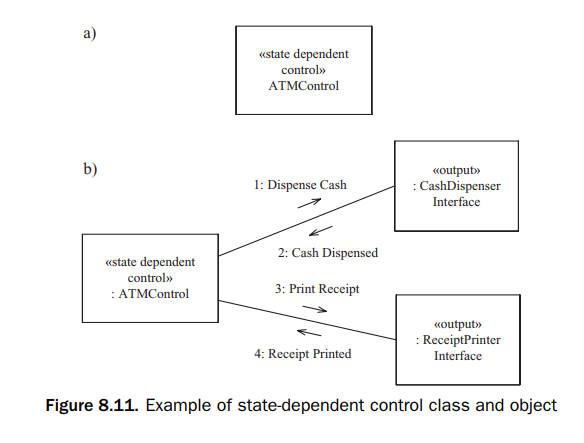 a)
«state dependent
control»
ATMControl
b)
1: Dispense Cash
«output»
: CashDispenser
Interface
2: Cash Dispensed
«state dependent
control»
: ATMControl
3: Print Receipt
«output»
: ReceiptPrinter
Interface
4: Receipt Printed
Figure 8.11. Example of state-dependent control class and object